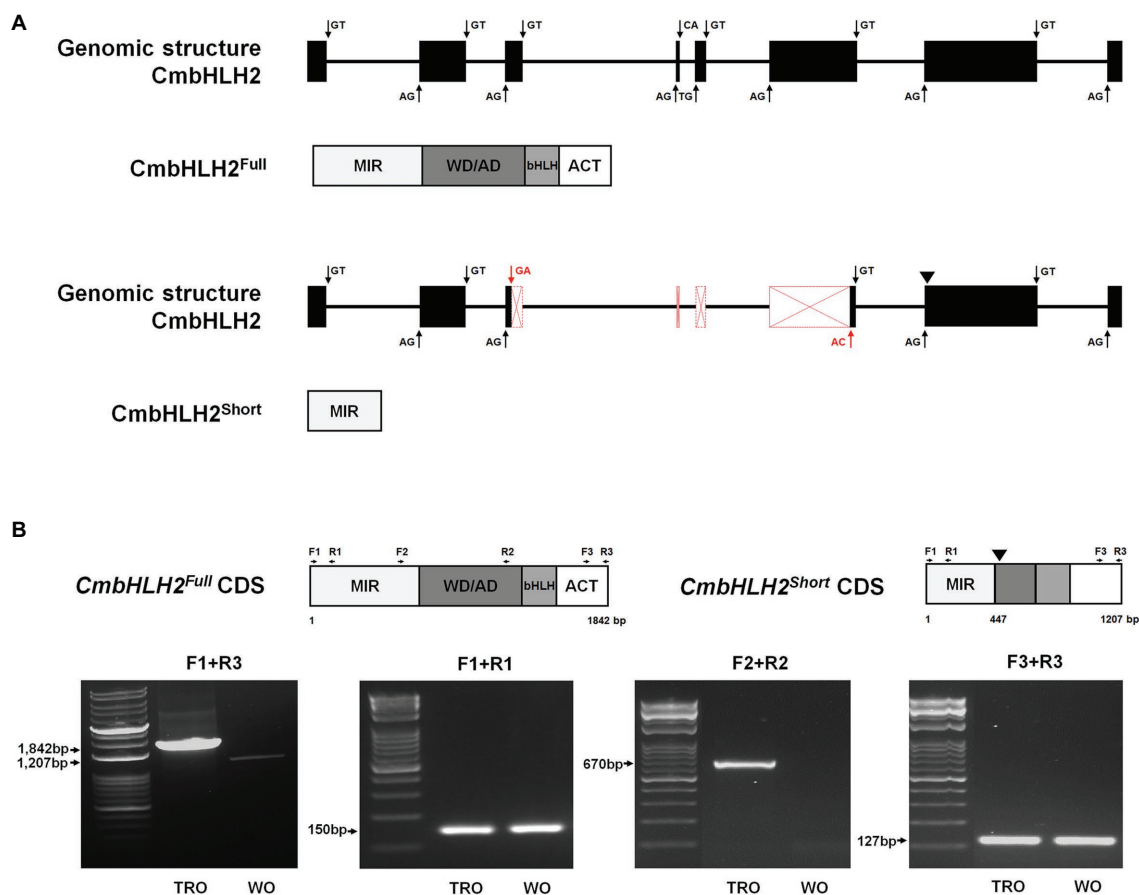 A
GT GT GT CA GT GT GT
Genomic structure
CmbHLH2
AG AG AG TG AG AG AG
CmbHLH2Full MIR WD/AD bHLH ACT
GT GT GA GT GT
Genomic structure
CmbHLH2
AG AG AC AG AG
CmbHLH2Short MIR
B
F1 R1 F2 R2 F3 R3
CmbHLH2Full CDS MIR WD/AD bHLH ACT
1 1842 bp
F1 R1 F3 R3
CmbHLH2Short CDS MIR
1 447 1207 bp
F1+R3
1,842bp
1,207bp
TRO WO
F1+R1
150bp
TRO WO
F2+R2
670bp
TRO WO
F3+R3
127bp
TRO WO